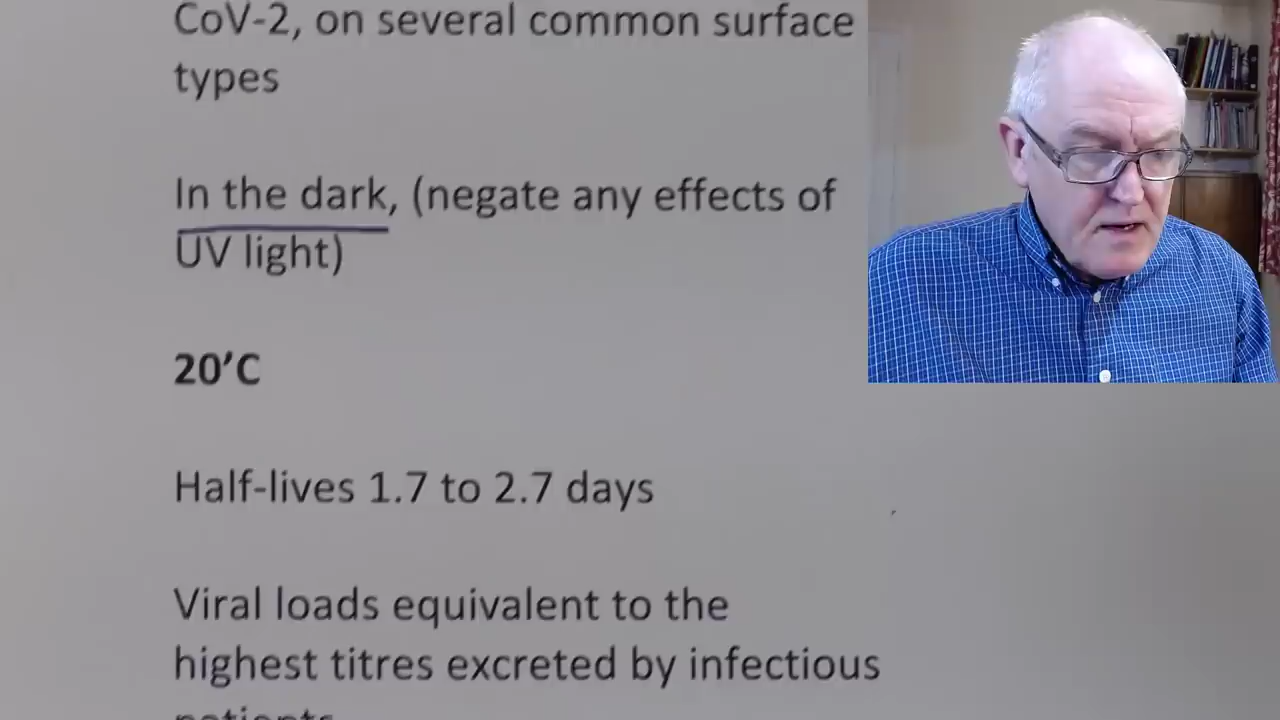 CoV-2, on several common surface
types
In the dark, (negate any effects of
UV light)
20’C
Half-lives 1.7 to 2.7 days
Viral loads equivalent to the
highest titres excreted by infectious
patients